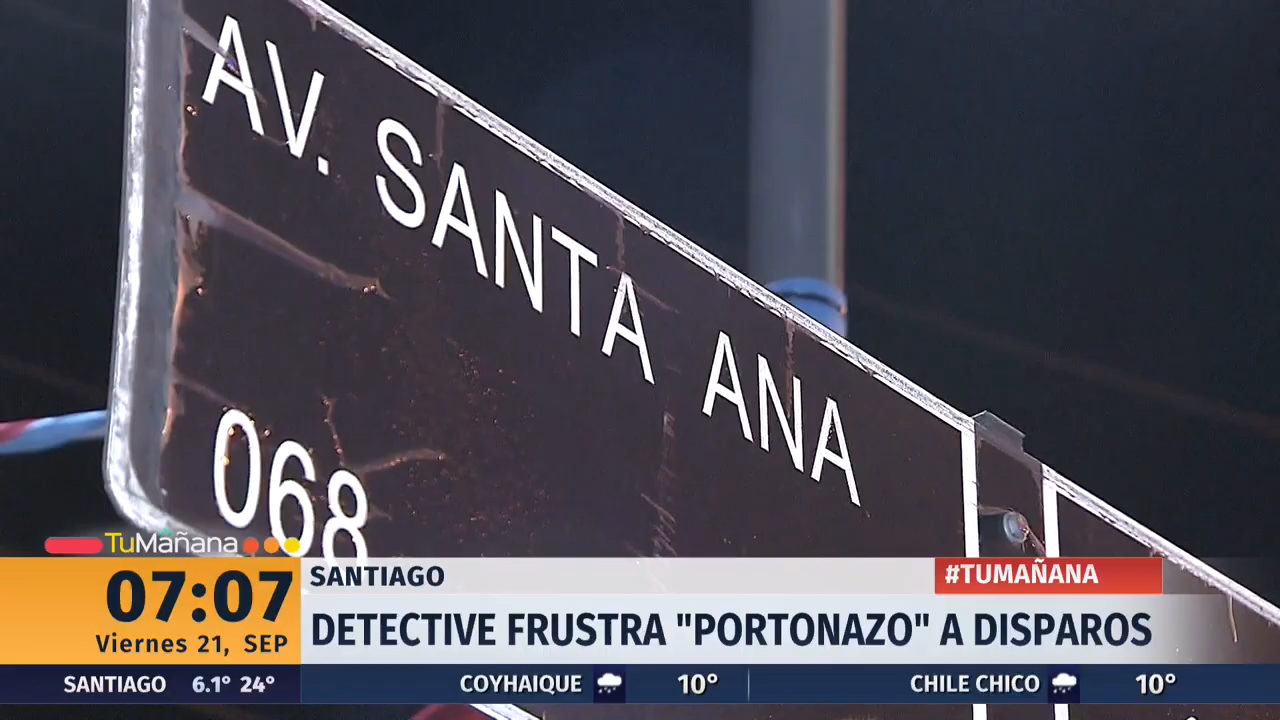 AV. SANTA ANA
068
TuMañana
07:07
Viernes 21, SEP
SANTIAGO
#TUMAÑANA
DETECTIVE FRUSTRA "PORTONAZO" A DISPAROS
SANTIAGO 6.1° 24°
COYHAIQUE 10°
CHILE CHICO 10°